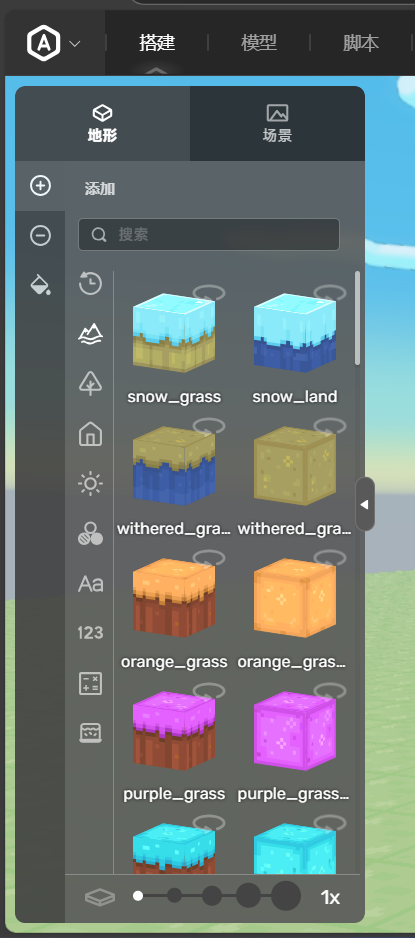 搭建 模型 脚本
地形 场景
添加
搜索
snow_grass snow_land
withered_gra... withered_gra...
Aa
orange_grass orange_gras...
123
purple_grass purple_grass...
1x